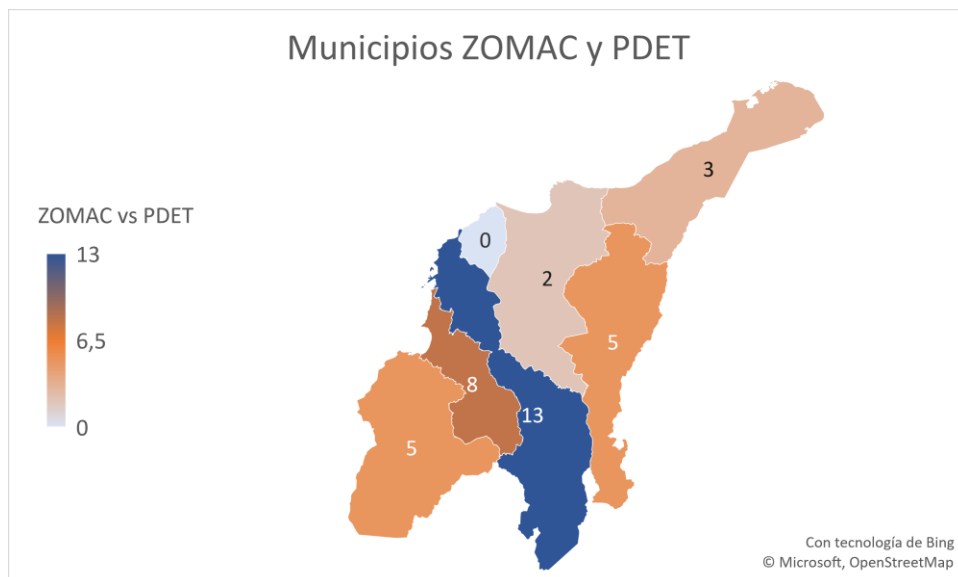 Municipios ZOMAC y PDET
ZOMAC vs PDET
13
6,5
0
3
0
2
5
8
13
5
Con tecnología de Bing
© Microsoft, OpenStreetMap